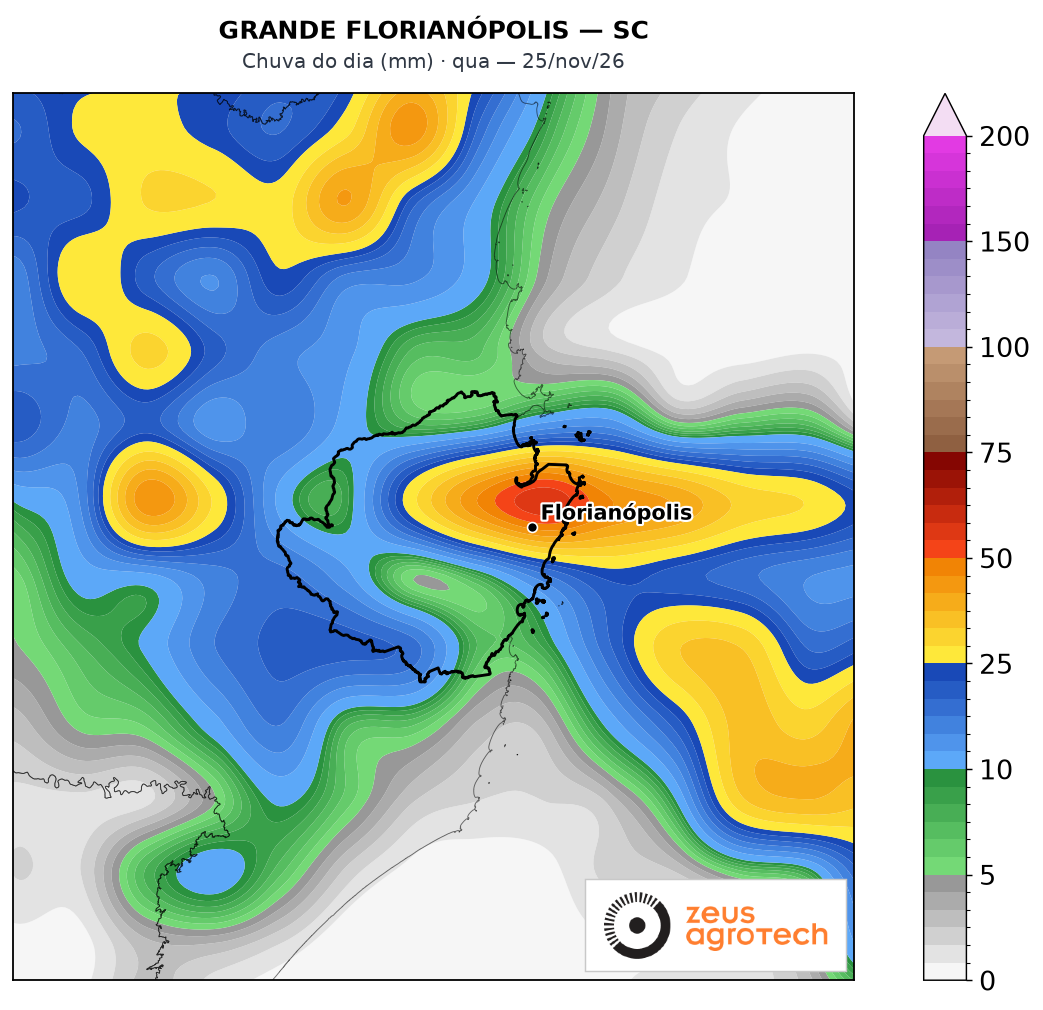 GRANDE FLORIANÓPOLIS — SC
Chuva do dia (mm) · qua — 25/nov/26
200
150
100
75
50
25
10
5
0
Florianópolis
zeus
agrotech